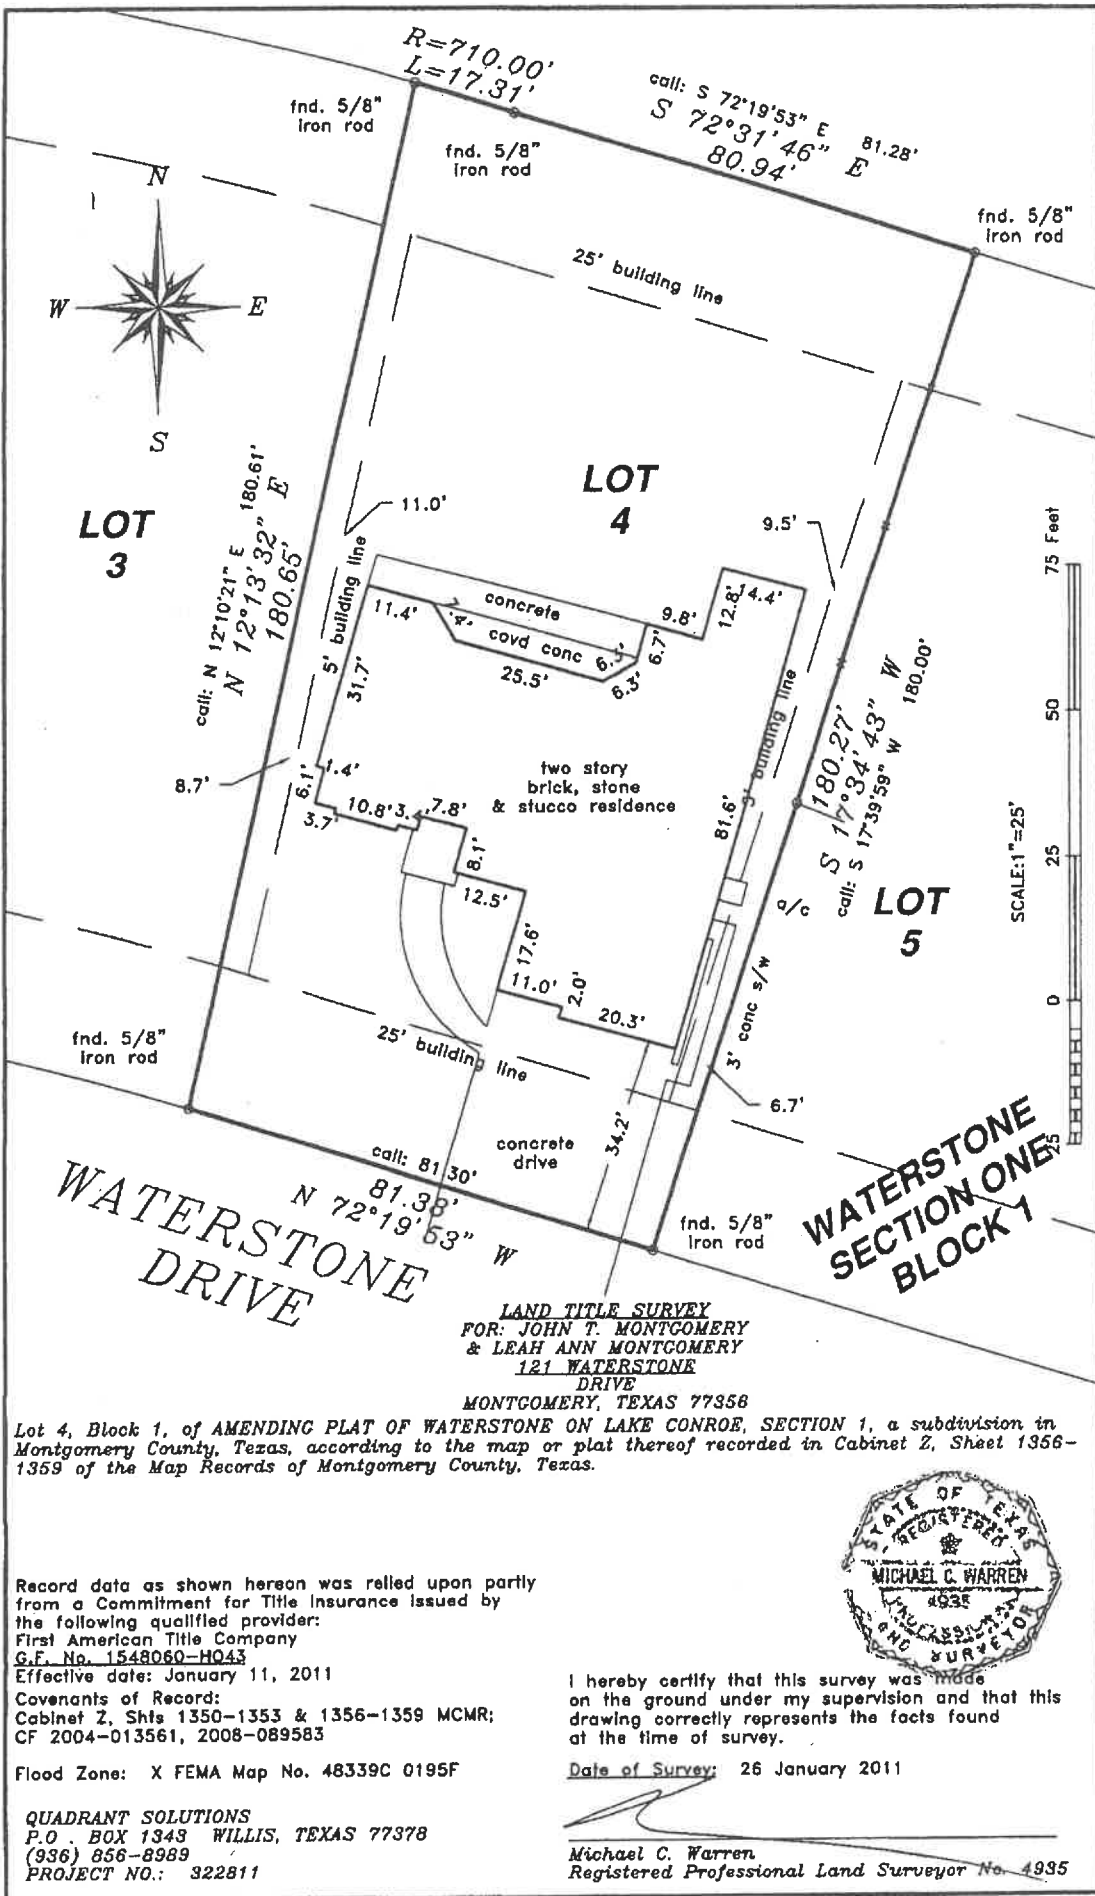 R=710.00'
L=17.31'
call: S 72°19'53" E 81.28'
S 72°31'46" E
80.94'
fnd. 5/8"
iron rod
fnd. 5/8"
iron rod
fnd. 5/8"
iron rod
N
W
E
S
25' building line
LOT
3
LOT
4
call: N 12°10'21" E 180.61'
N 12°13'32" E
180.65'
11.0'
9.5'
5' building line
concrete
covd conc
11.4'
9.8'
12.8'
14.4'
6.7'
6.3'
6.3'
25.5'
31.7'
two story
brick, stone
& stucco residence
81.6'
building line
180.27'
S 17°34'43" W
call: S 17°39'59" W 180.00'
8.7'
6.1'
1.4'
3.7'
10.8'
7.8'
8.1'
12.5'
17.6'
11.0'
2.0'
20.3'
a/c
LOT
5
3' conc s/w
6.7'
75 Feet
50
25
0
25
SCALE:1"=25'
fnd. 5/8"
iron rod
25' building line
34.2'
concrete
drive
call: 81.30'
81.38'
N 72°19'53" W
fnd. 5/8"
iron rod
WATERSTONE
DRIVE
WATERSTONE
SECTION ONE
BLOCK 1
LAND TITLE SURVEY
FOR: JOHN T. MONTGOMERY
& LEAH ANN MONTGOMERY
121 WATERSTONE
DRIVE
MONTGOMERY, TEXAS 77356
Lot 4, Block 1, of AMENDING PLAT OF WATERSTONE ON LAKE CONROE, SECTION 1, a subdivision in
Montgomery County, Texas, according to the map or plat thereof recorded in Cabinet Z, Sheet 1356-
1359 of the Map Records of Montgomery County, Texas.
STATE OF TEXAS
REGISTERED
MICHAEL C. WARREN
4935
PROFESSIONAL
LAND SURVEYOR
Record data as shown hereon was relied upon partly
from a Commitment for Title Insurance issued by
the following qualified provider:
First American Title Company
G.F. No. 1548060-HO43
Effective date: January 11, 2011
Covenants of Record:
Cabinet Z, Shts 1350-1353 & 1356-1359 MCMR;
CF 2004-013561, 2008-089583
Flood Zone: X FEMA Map No. 48339C 0195F
QUADRANT SOLUTIONS
P.O . BOX 1343 WILLIS, TEXAS 77378
(936) 856-8989
PROJECT NO.: 322811
I hereby certify that this survey was made
on the ground under my supervision and that this
drawing correctly represents the facts found
at the time of survey.
Date of Survey: 26 January 2011
Michael C. Warren
Registered Professional Land Surveyor No. 4935